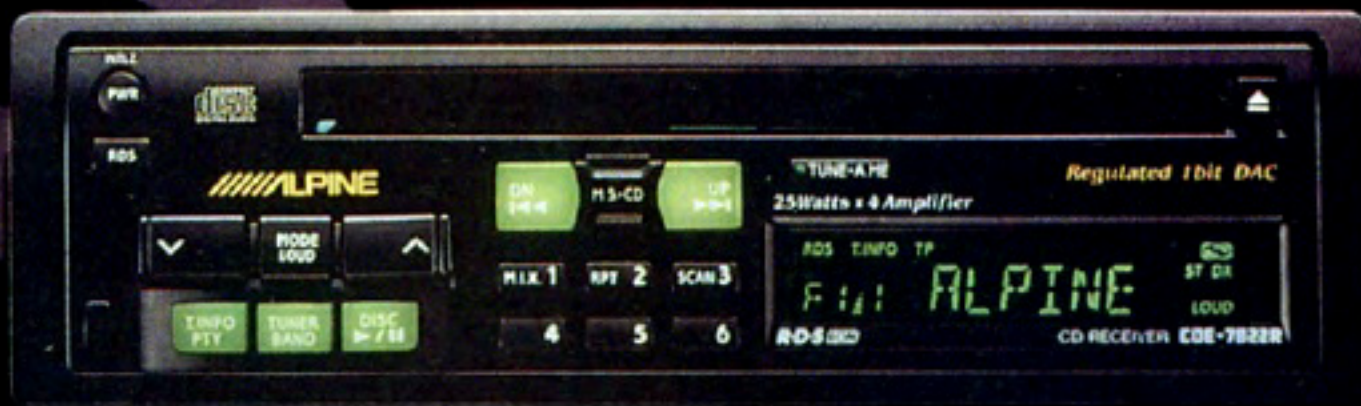 PWR
disc
RDS
ALPINE
MODE
LOUD
T.INFO
PTY
TUNER
BAND
DISC
DN
M.S-CD
UP
M.I.X. 1
RPT 2
SCAN 3
4
5
6
TUNE-A
Regulated 1bit DAC
25Watts x 4 Amplifier
RDS T.INFO TP
ALPINE
ST
LOUD
R·D·S
CD RECEIVER CDE-7822R